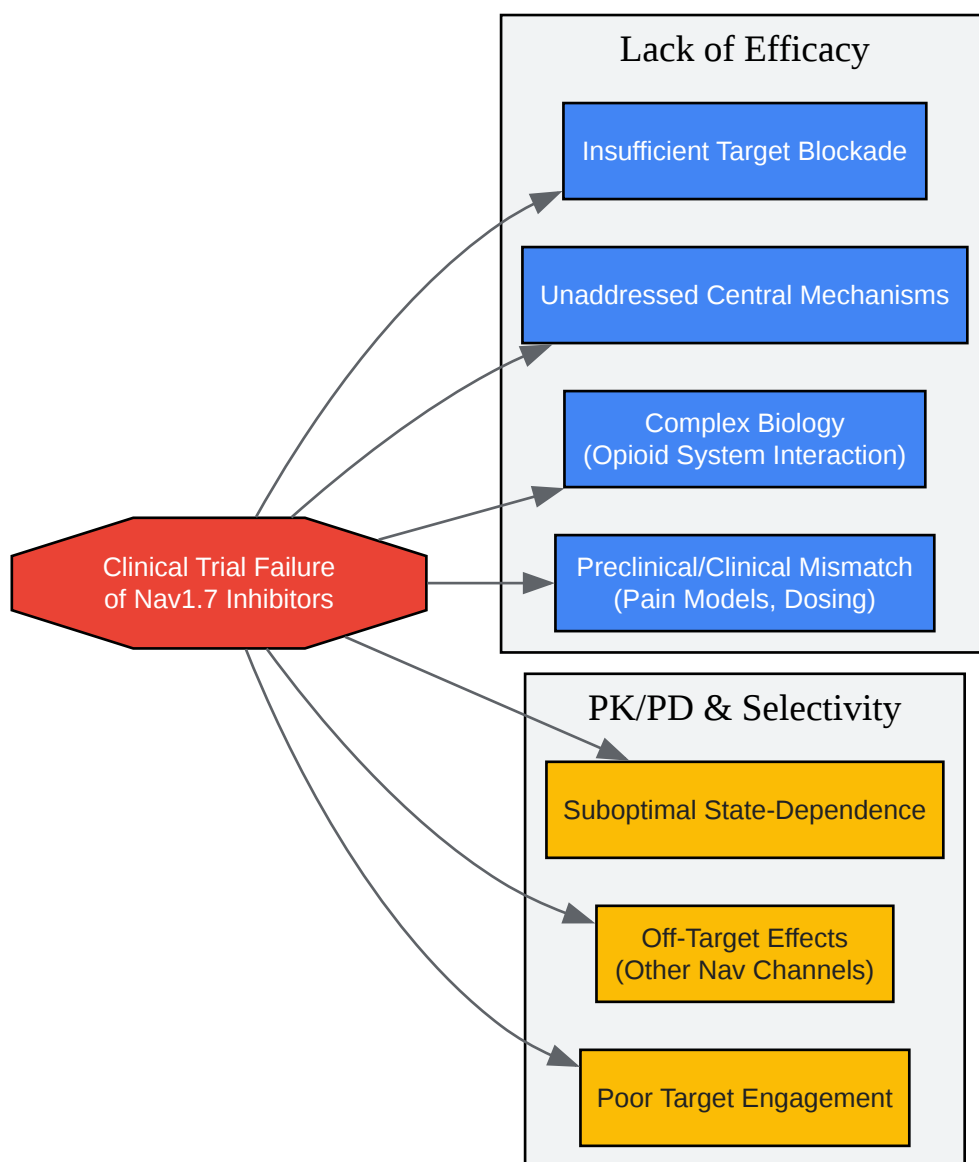 Lack of Efficacy
Insufficient Target Blockade
Unaddressed Central Mechanisms
Complex Biology
(Opioid System Interaction)
Clinical Trial Failure
of Nav1.7 Inhibitors
Preclinical/Clinical Mismatch
(Pain Models, Dosing)
PK/PD & Selectivity
Suboptimal State-Dependence
Off-Target Effects
(Other Nav Channels)
Poor Target Engagement